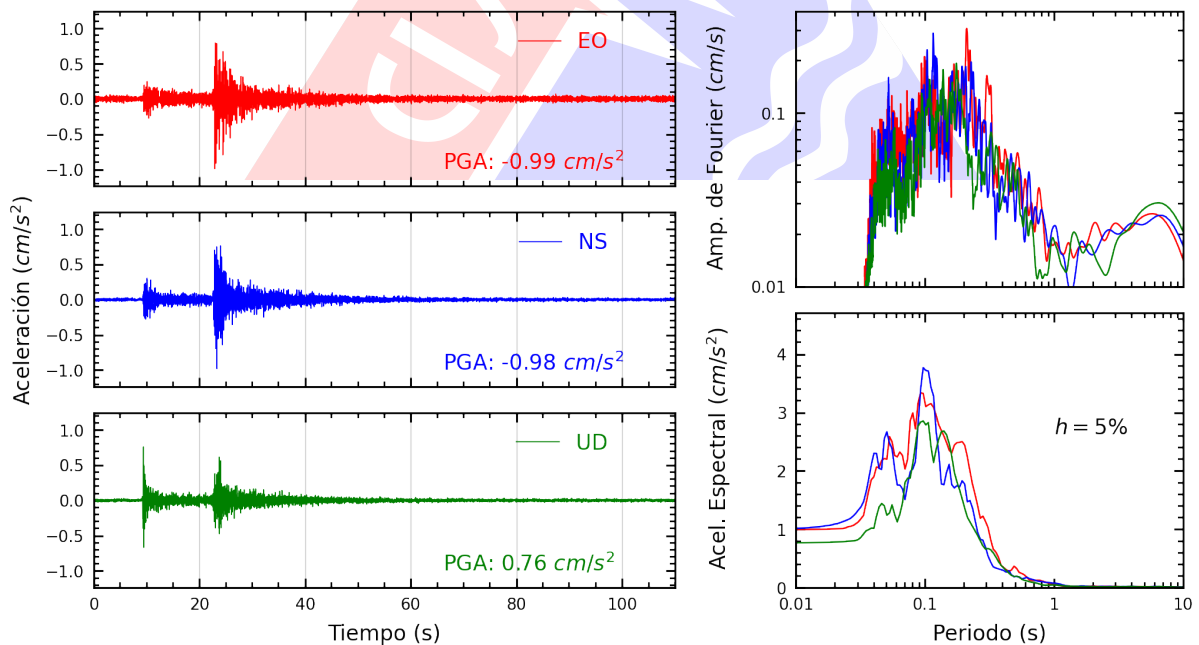 Aceleración (cm/s²)
1.0
0.5
0.0
−0.5
−1.0
EO
PGA: -0.99 cm/s²
1.0
0.5
0.0
−0.5
−1.0
NS
PGA: -0.98 cm/s²
1.0
0.5
0.0
−0.5
−1.0
UD
PGA: 0.76 cm/s²
0 20 40 60 80 100
Tiempo (s)
Amp. de Fourier (cm/s)
0.1
0.01
Acel. Espectral (cm/s²)
4
3
2
1
0
h = 5%
0.01 0.1 1 10
Periodo (s)